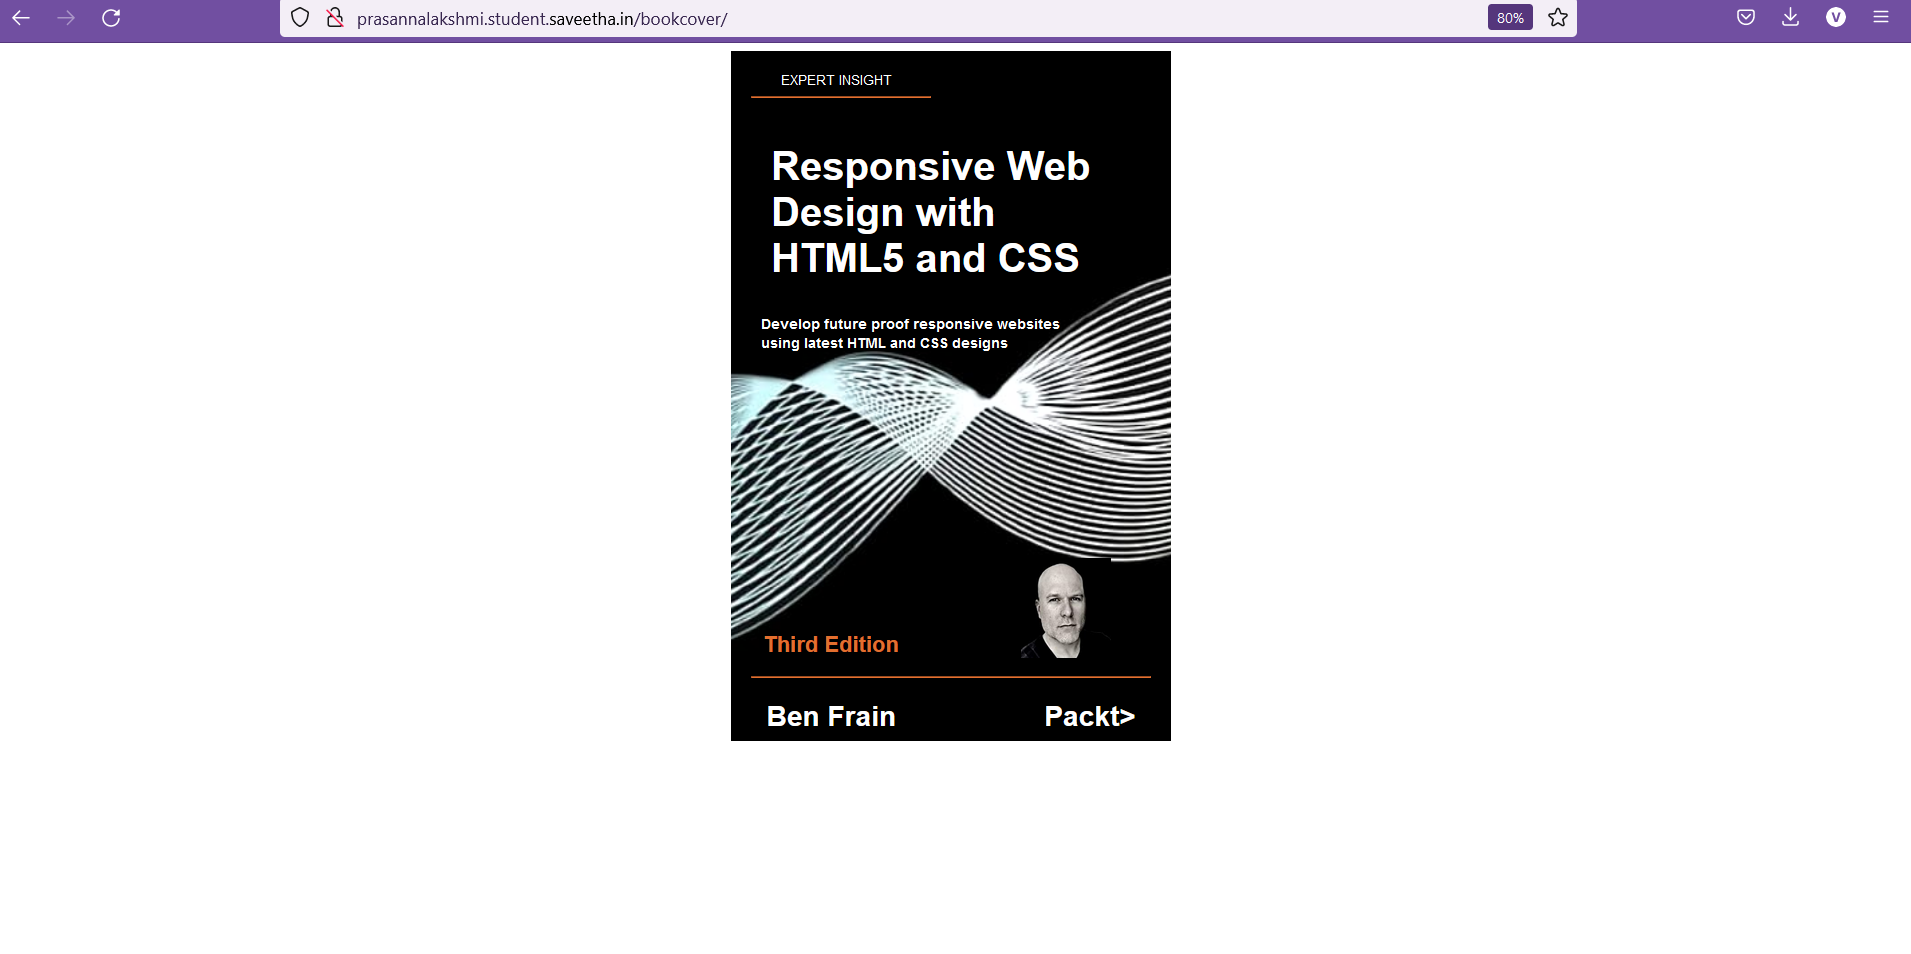 prasannalakshmi.student.saveetha.in/bookcover/
80%
V
EXPERT INSIGHT
Responsive Web
Design with
HTML5 and CSS
Develop future proof responsive websites
using latest HTML and CSS designs
Third Edition
Ben Frain
Packt>